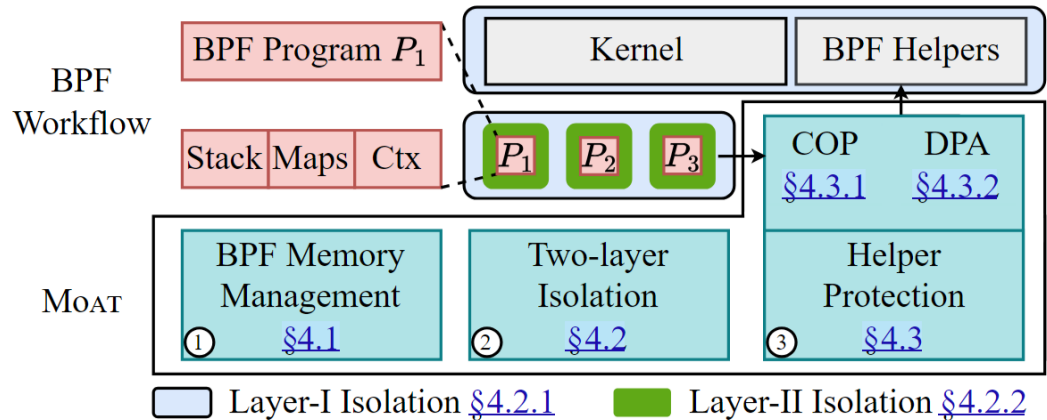 BPF Program P1
Kernel
BPF Helpers
BPF
Workflow
Stack Maps Ctx
P1 P2 P3
COP DPA
§4.3.1 §4.3.2
MOAT
BPF Memory
Management
1 §4.1
Two-layer
Isolation
2 §4.2
Helper
Protection
3 §4.3
Layer-I Isolation §4.2.1
Layer-II Isolation §4.2.2